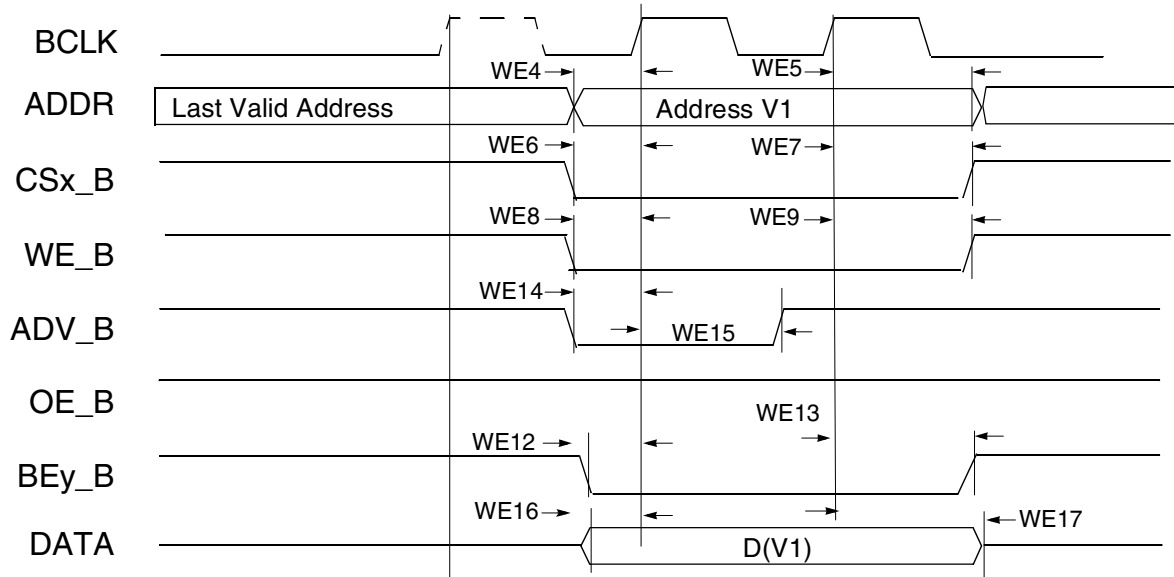 BCLK
WE4
WE5
ADDR
Last Valid Address
Address V1
WE6
WE7
CSx_B
WE8
WE9
WE_B
WE14
ADV_B
WE15
OE_B
WE13
WE12
BEy_B
WE16
WE17
DATA
D(V1)